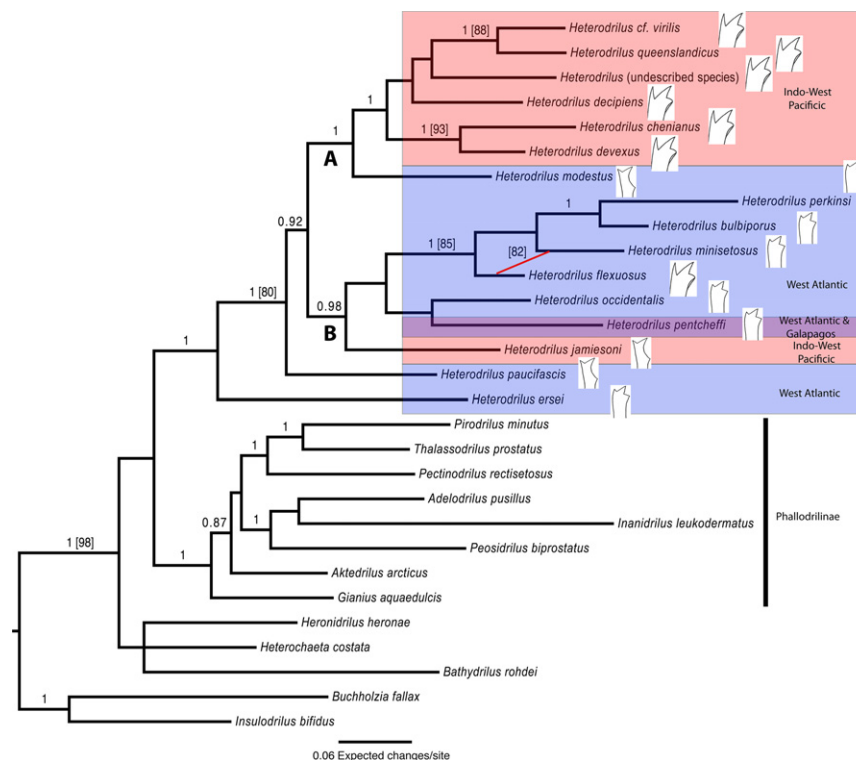 1 [88]
Heterodrilus cf. virilis
Heterodrilus queenslandicus
Heterodrilus (undescribed species)
Indo-West
Pacificic
1
Heterodrilus decipiens
1
1 [93]
Heterodrilus chenianus
A
Heterodrilus devexus
Heterodrilus modestus
0.92
1
Heterodrilus perkinsi
Heterodrilus bulbiporus
1 [85]
[82]
Heterodrilus minisetosus
Heterodrilus flexuosus
West Atlantic
1 [80]
0.98
Heterodrilus occidentalis
B
Heterodrilus pentcheffi
West Atlantic &
Galapagos
1
Heterodrilus jamiesoni
Indo-West
Pacificic
Heterodrilus paucifascis
West Atlantic
Heterodrilus ersei
1
Pirodrilus minutus
1
Thalassodrilus prostatus
Pectinodrilus rectisetosus
0.87
1
Adelodrilus pusillus
Inanidrilus leukodermatus
Phallodrilinae
1 [98]
Peosidrilus biprostatus
1
Aktedrilus arcticus
Gianius aquaedulcis
Heronidrilus heronae
Heterochaeta costata
Bathydrilus rohdei
1
Buchholzia fallax
Insulodrilus bifidus
0.06 Expected changes/site